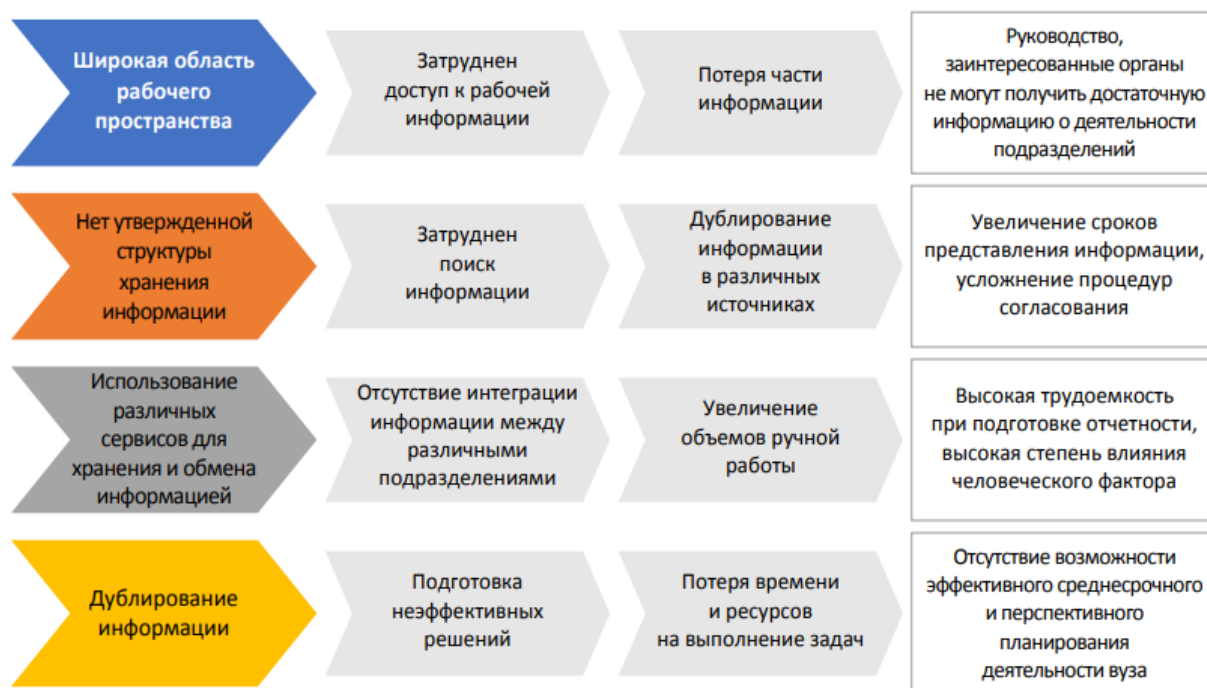 Широкая область
рабочего
пространства
Затруднен
доступ к рабочей
информации
Потеря части
информации
Руководство,
заинтересованные органы
не могут получить достаточную
информацию о деятельности
подразделений
Нет утвержденной
структуры
хранения
информации
Затруднен
поиск
информации
Дублирование
информации
в различных
источниках
Увеличение сроков
представления информации,
усложнение процедур
согласования
Использование
различных
сервисов для
хранения и обмена
информацией
Отсутствие интеграции
информации между
различными
подразделениями
Увеличение
объемов ручной
работы
Высокая трудоемкость
при подготовке отчетности,
высокая степень влияния
человеческого фактора
Дублирование
информации
Подготовка
неэффективных
решений
Потеря времени
и ресурсов
на выполнение задач
Отсутствие возможности
эффективного среднесрочного
и перспективного
планирования
деятельности вуза